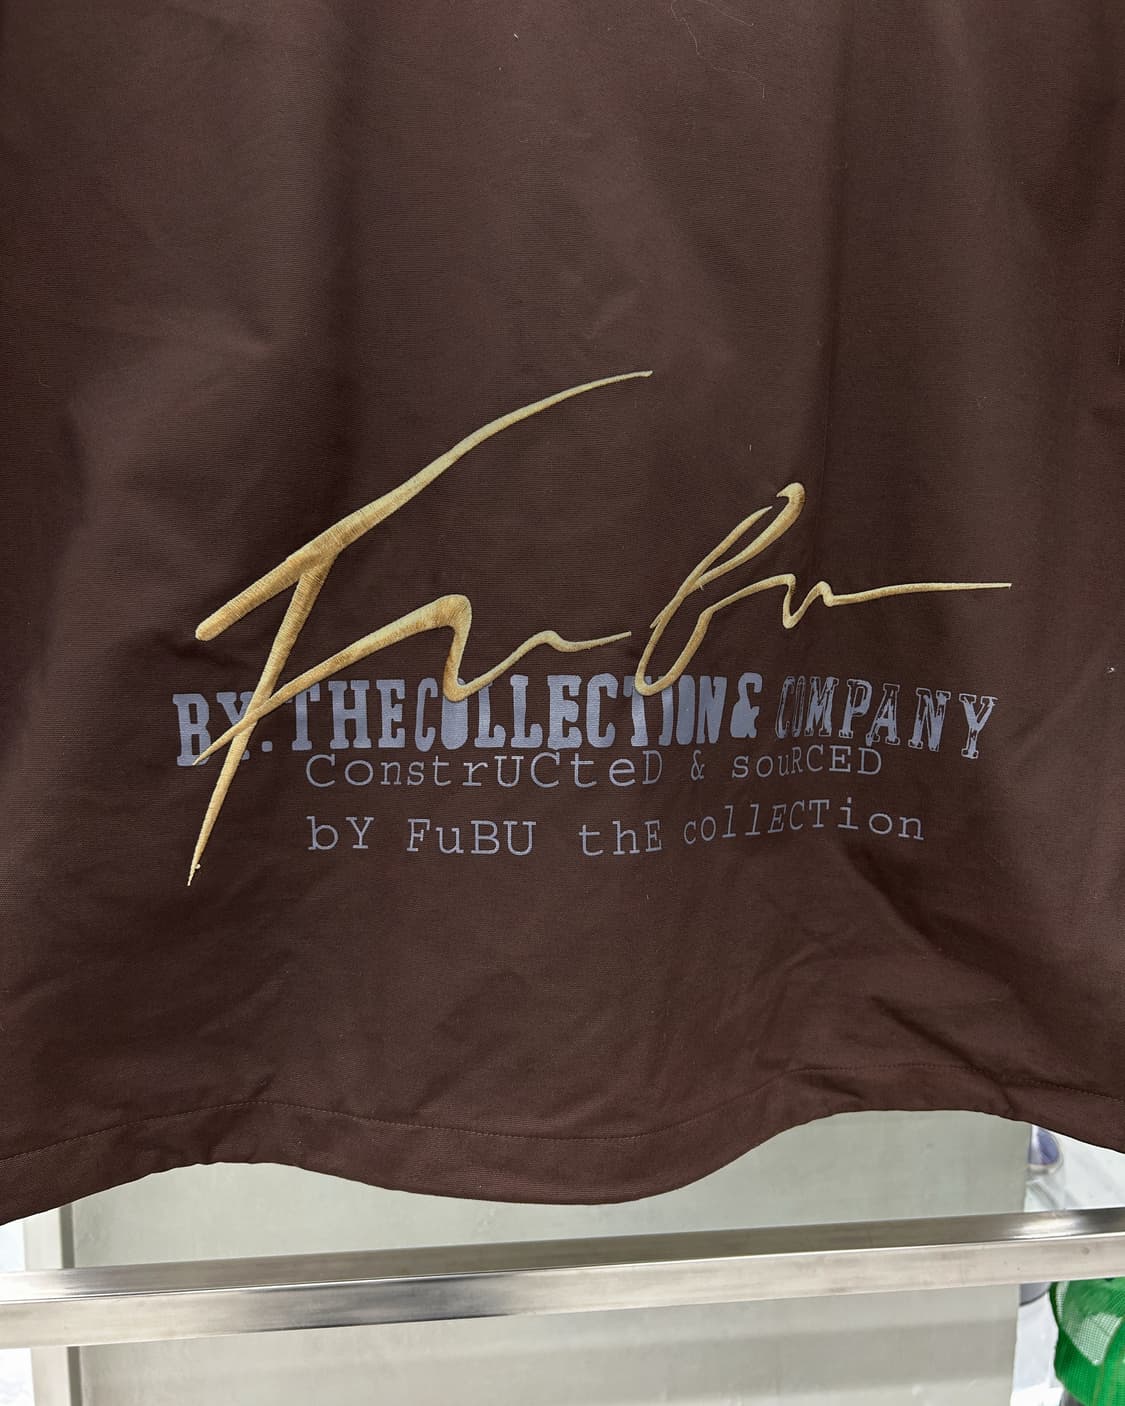 Fubu
BY.THECOLLECTION& COMPANY
ConstrUCteD & souRCED
bY FuBU thE collECTion